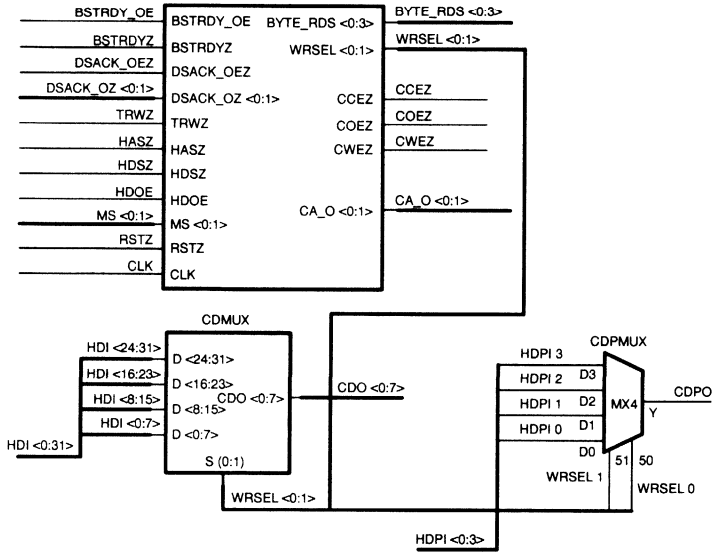 BSTRDY_OE BSTRDY_OE BYTE_RDS <0:3> BYTE_RDS <0:3>
BSTRDYZ BSTRDYZ WRSEL <0:1> WRSEL <0:1>
DSACK_OEZ DSACK_OEZ
DSACK_OZ <0:1> DSACK_OZ <0:1> CCEZ CCEZ
TRWZ TRWZ COEZ COEZ
HASZ HASZ CWEZ CWEZ
HDSZ HDSZ
HDOE HDOE
MS <0:1> MS <0:1> CA_O <0:1> CA_O <0:1>
RSTZ RSTZ
CLK CLK
CDMUX
HDI <24:31> D <24:31>
HDI <16:23> D <16:23>
CDO <0:7> CDO <0:7>
HDI <8:15> D <8:15>
HDI <0:7> D <0:7>
HDI <0:31>
S (0:1)
WRSEL <0:1>
CDPMUX
HDPI 3 D3
HDPI 2 D2
HDPI 1 D1
HDPI 0 D0
MX4
Y
CDPO
51 50
WRSEL 1
WRSEL 0
HDPI <0:3>